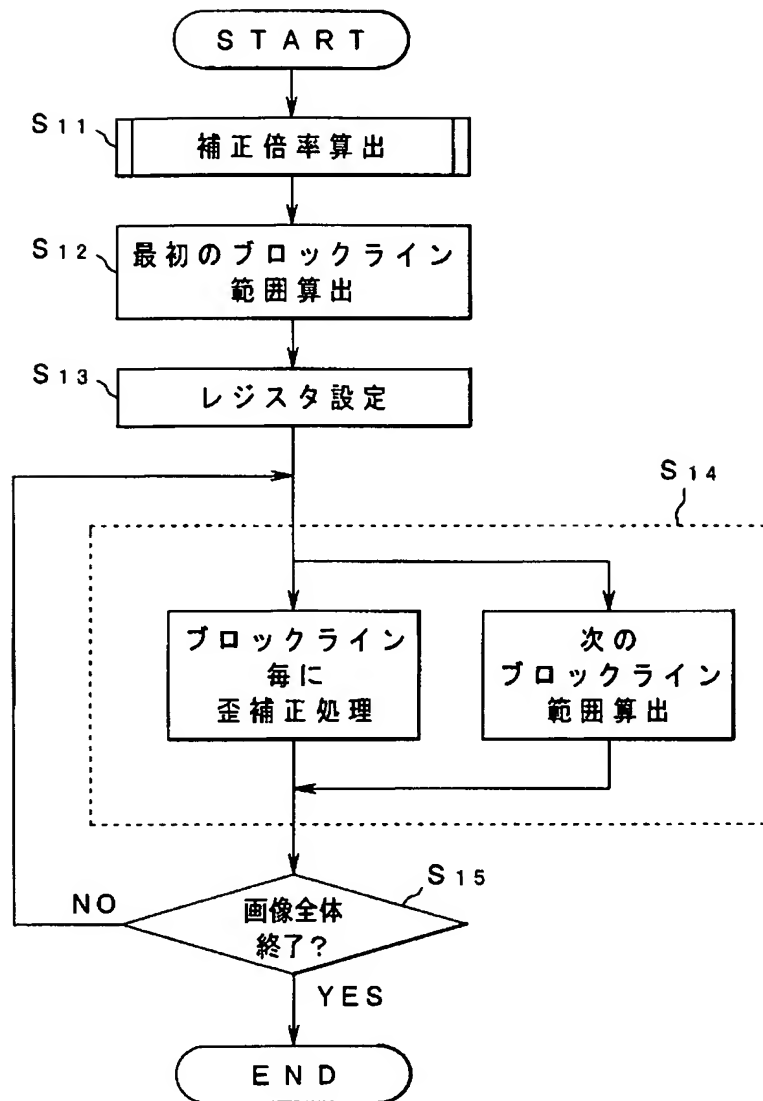 START
S11
補正倍率算出
S12
最初のブロックライン
範囲算出
S13
レジスタ設定
S14
ブロックライン
毎に
歪補正処理
次の
ブロックライン
範囲算出
S15
画像全体
終了?
NO
YES
END